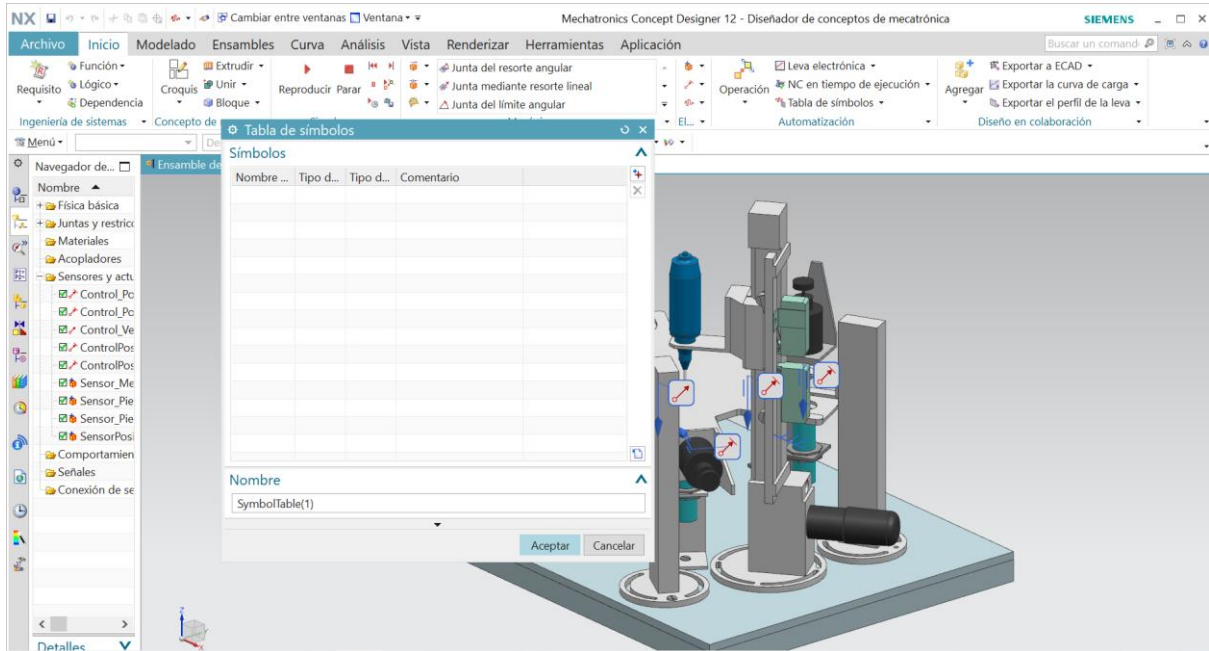 NX Cambiar entre ventanas Ventana Mechatronics Concept Designer 12 - Diseñador de conceptos de mecatrónica SIEMENS
Archivo Inicio Modelado Ensambles Curva Análisis Vista Renderizar Herramientas Aplicación Buscar un comand
Función Extrudir Junta del resorte angular Leva electrónica Exportar a ECAD
Requisito Lógico Croquis Unir Reproducir Parar Junta mediante resorte lineal Operación NC en tiempo de ejecución Agregar Exportar la curva de carga
Dependencia Bloque Junta del límite angular Tabla de símbolos Exportar el perfil de la leva
Ingeniería de sistemas Concepto de El... Automatización Diseño en colaboración
Menú De
Tabla de símbolos
Navegador de... Ensamble de
Símbolos
Nombre
Nombre ... Tipo d... Tipo d... Comentario
Física básica
Juntas y restricc
Materiales
Acopladores
Sensores y actu
Control_Po
Control_Po
Control_Ve
ControlPos
ControlPos
Sensor_Me
Sensor_Pie
Sensor_Pie
SensorPosi
Comportamien
Señales
Conexión de se
Nombre
SymbolTable(1)
Aceptar Cancelar
Z
X
Detalles